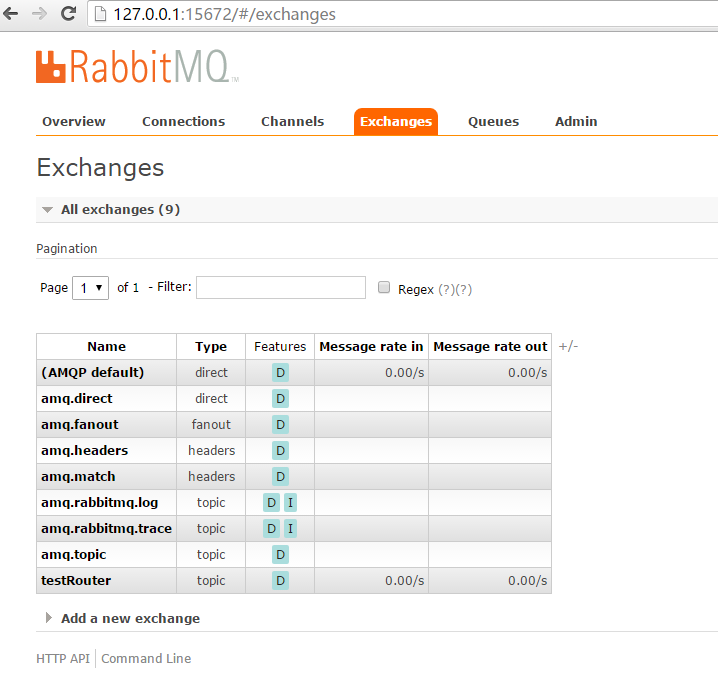 127.0.0.1:15672/#/exchanges
RabbitMQ™
Overview Connections Channels Exchanges Queues Admin
Exchanges
All exchanges (9)
Pagination
Page 1 of 1 - Filter: Regex (?)(?)
Name Type Features Message rate in Message rate out +/-
(AMQP default) direct D 0.00/s 0.00/s
amq.direct direct D
amq.fanout fanout D
amq.headers headers D
amq.match headers D
amq.rabbitmq.log topic D I
amq.rabbitmq.trace topic D I
amq.topic topic D
testRouter topic D 0.00/s 0.00/s
Add a new exchange
HTTP API Command Line